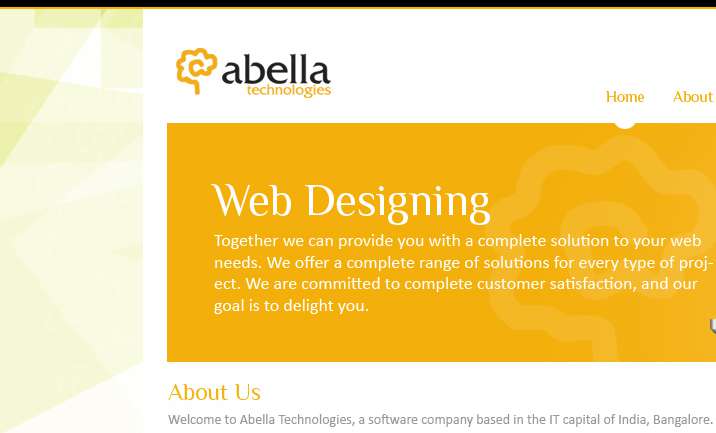 abella
technologies
Home About
Web Designing
Together we can provide you with a complete solution to your web
needs. We offer a complete range of solutions for every type of proj-
ect. We are committed to complete customer satisfaction, and our
goal is to delight you.
About Us
Welcome to Abella Technologies, a software company based in the IT capital of India, Bangalore.